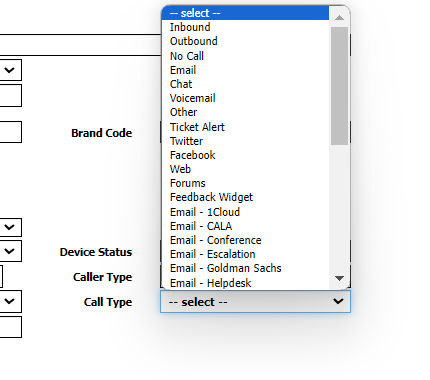 -- select --
Inbound
Outbound
No Call
Email
Chat
Voicemail
Other
Brand Code
Ticket Alert
Twitter
Facebook
Web
Forums
Feedback Widget
Email - 1Cloud
Email - CALA
Email - Conference
Device Status
Email - Escalation
Email - Goldman Sachs
Caller Type
Email - Helpdesk
Call Type
-- select --